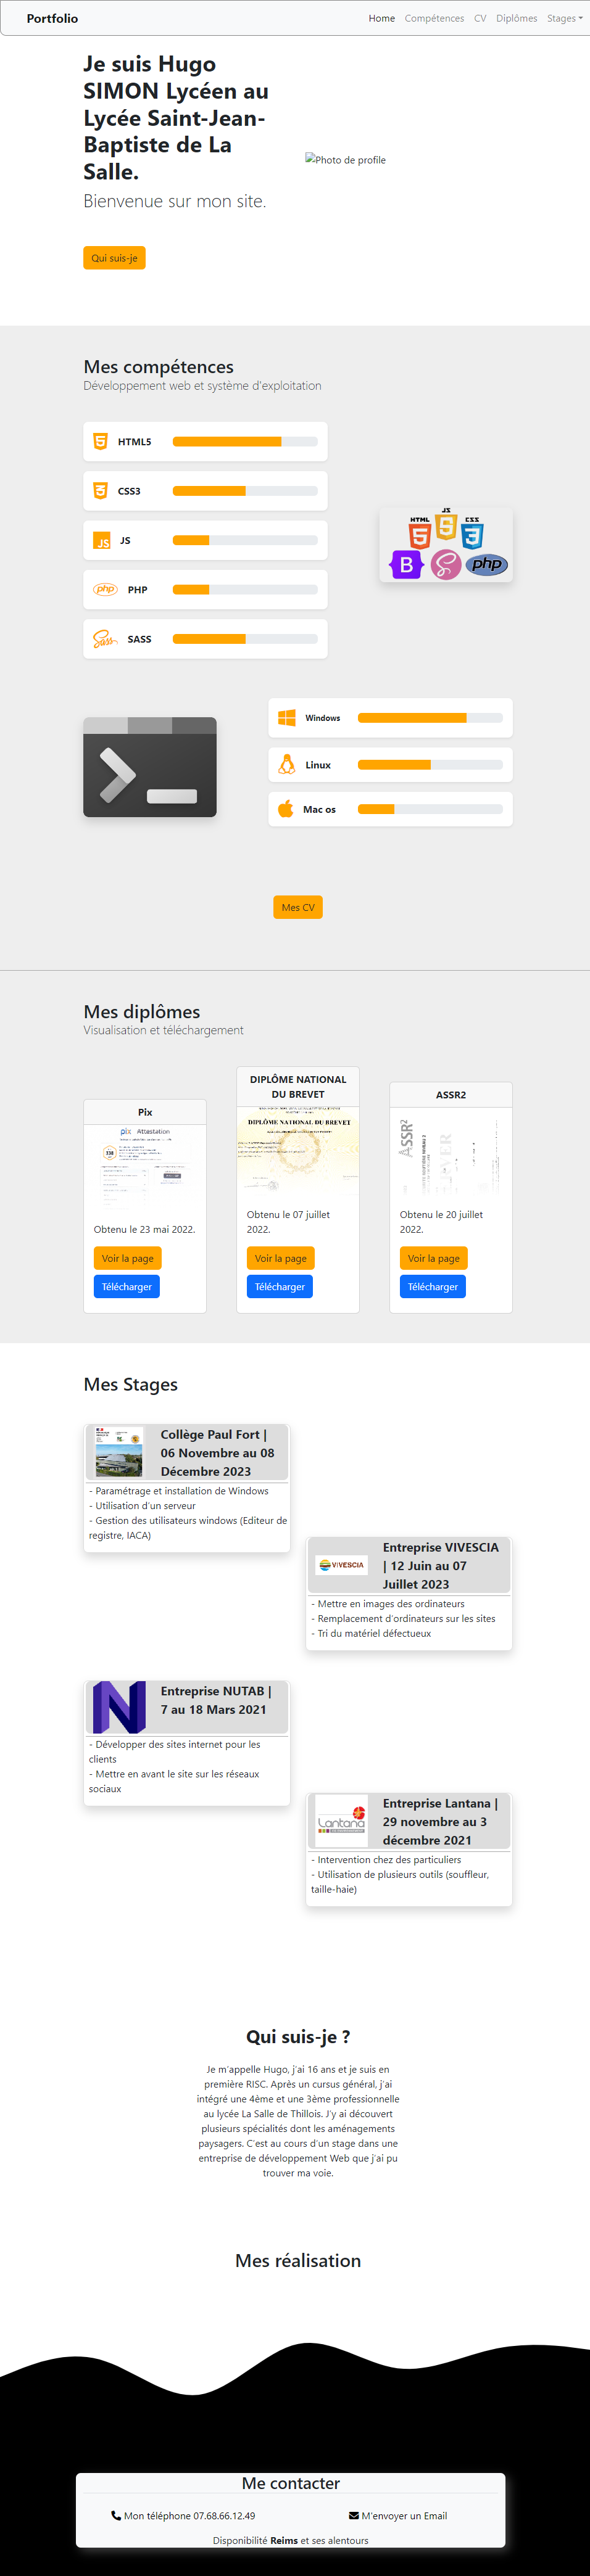 Portfolio
Home Compétences CV Diplômes Stages
Je suis Hugo
SIMON Lycéen au
Lycée Saint-Jean-
Baptiste de La
Salle.
Bienvenue sur mon site.
Photo de profile
Qui suis-je
Mes compétences
Développement web et système d'exploitation
HTML5
CSS3
JS JS
php PHP
Sass SASS
HTML JS CSS
B php
Windows
Linux
Mac os
Mes CV
Mes diplômes
Visualisation et téléchargement
Pix
pix Attestation
Obtenu le 23 mai 2022.
Voir la page
Télécharger
DIPLÔME NATIONAL
DU BREVET
DIPLÔME NATIONAL DU BREVET
Obtenu le 07 juillet
2022.
Voir la page
Télécharger
ASSR2
ASSR2
Obtenu le 20 juillet
2022.
Voir la page
Télécharger
Mes Stages
Collège Paul Fort |
06 Novembre au 08
Décembre 2023
- Paramétrage et installation de Windows
- Utilisation d'un serveur
- Gestion des utilisateurs windows (Editeur de
registre, IACA)
VIVESCIA
Entreprise VIVESCIA
| 12 Juin au 07
Juillet 2023
- Mettre en images des ordinateurs
- Remplacement d'ordinateurs sur les sites
- Tri du matériel défectueux
Entreprise NUTAB |
7 au 18 Mars 2021
- Développer des sites internet pour les
clients
- Mettre en avant le site sur les réseaux
sociaux
Lantana
Entreprise Lantana |
29 novembre au 3
décembre 2021
- Intervention chez des particuliers
- Utilisation de plusieurs outils (souffleur,
taille-haie)
Qui suis-je ?
Je m'appelle Hugo, j'ai 16 ans et je suis en
première RISC. Après un cursus général, j'ai
intégré une 4ème et une 3ème professionnelle
au lycée La Salle de Thillois. J'y ai découvert
plusieurs spécialités dont les aménagements
paysagers. C'est au cours d'un stage dans une
entreprise de développement Web que j'ai pu
trouver ma voie.
Mes réalisation
Me contacter
Mon téléphone 07.68.66.12.49
M'envoyer un Email
Disponibilité Reims et ses alentours